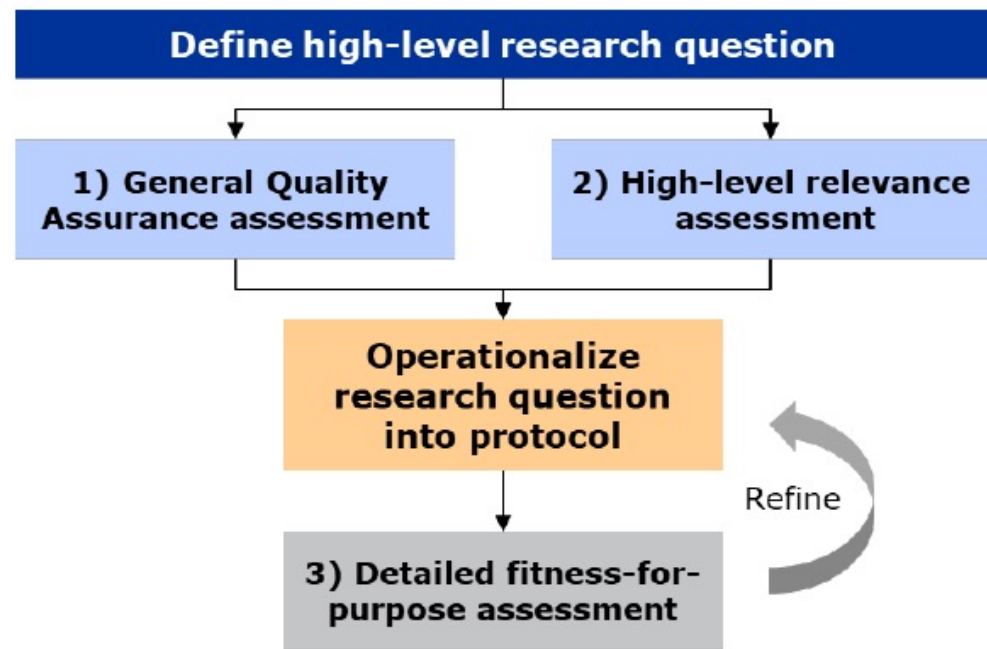 Define high-level research question
1) General Quality
Assurance assessment
2) High-level relevance
assessment
Operationalize
research question
into protocol
Refine
3) Detailed fitness-for-
purpose assessment